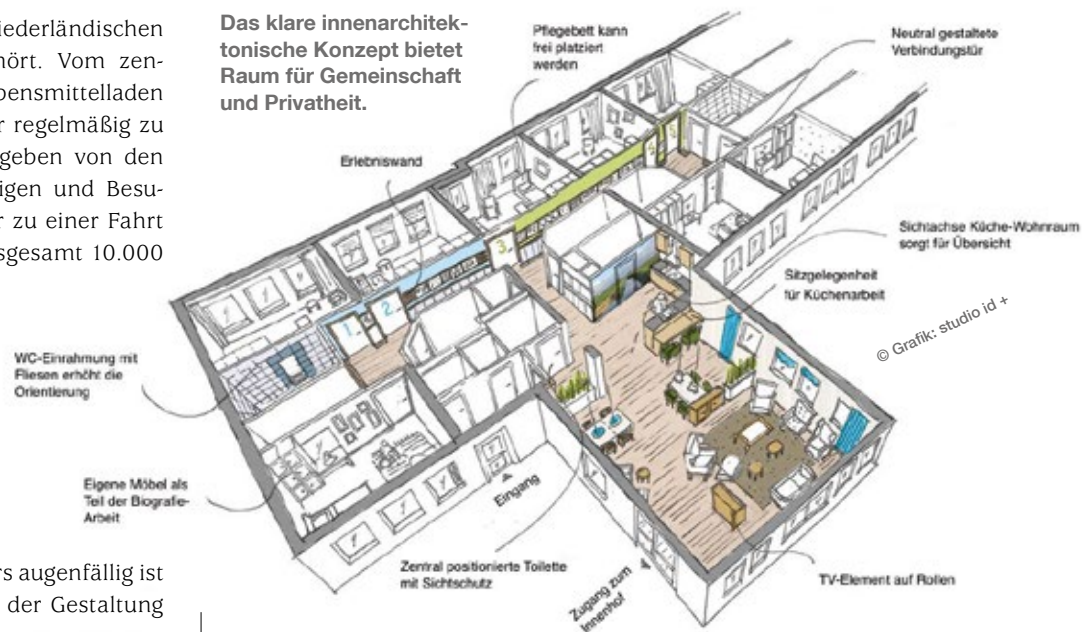 iederländischen
hört. Vom zen-
bensmittelladen
r regelmäßig zu
geben von den
igen und Besu-
r zu einer Fahrt
sgesamt 10.000
rs augenfällig ist
der Gestaltung
Das klare innenarchitek-
tonische Konzept bietet
Raum für Gemeinschaft
und Privatheit.
Pflegebett kann
frei platziert
werden
Neutral gestaltete
Verbindungstür
Erlebniswand
Sichtachse Küche-Wohnraum
sorgt für Übersicht
Sitzgelegenheit
für Küchenarbeit
© Grafik: studio id +
1.
2.
3.
WC-Einrahmung mit
Fliesen erhöht die
Orientierung
Eigene Möbel als
Teil der Biografie-
Arbeit
Eingang
Zentral positionierte Toilette
mit Sichtschutz
Zugang zum
Innenhof
TV-Element auf Rollen